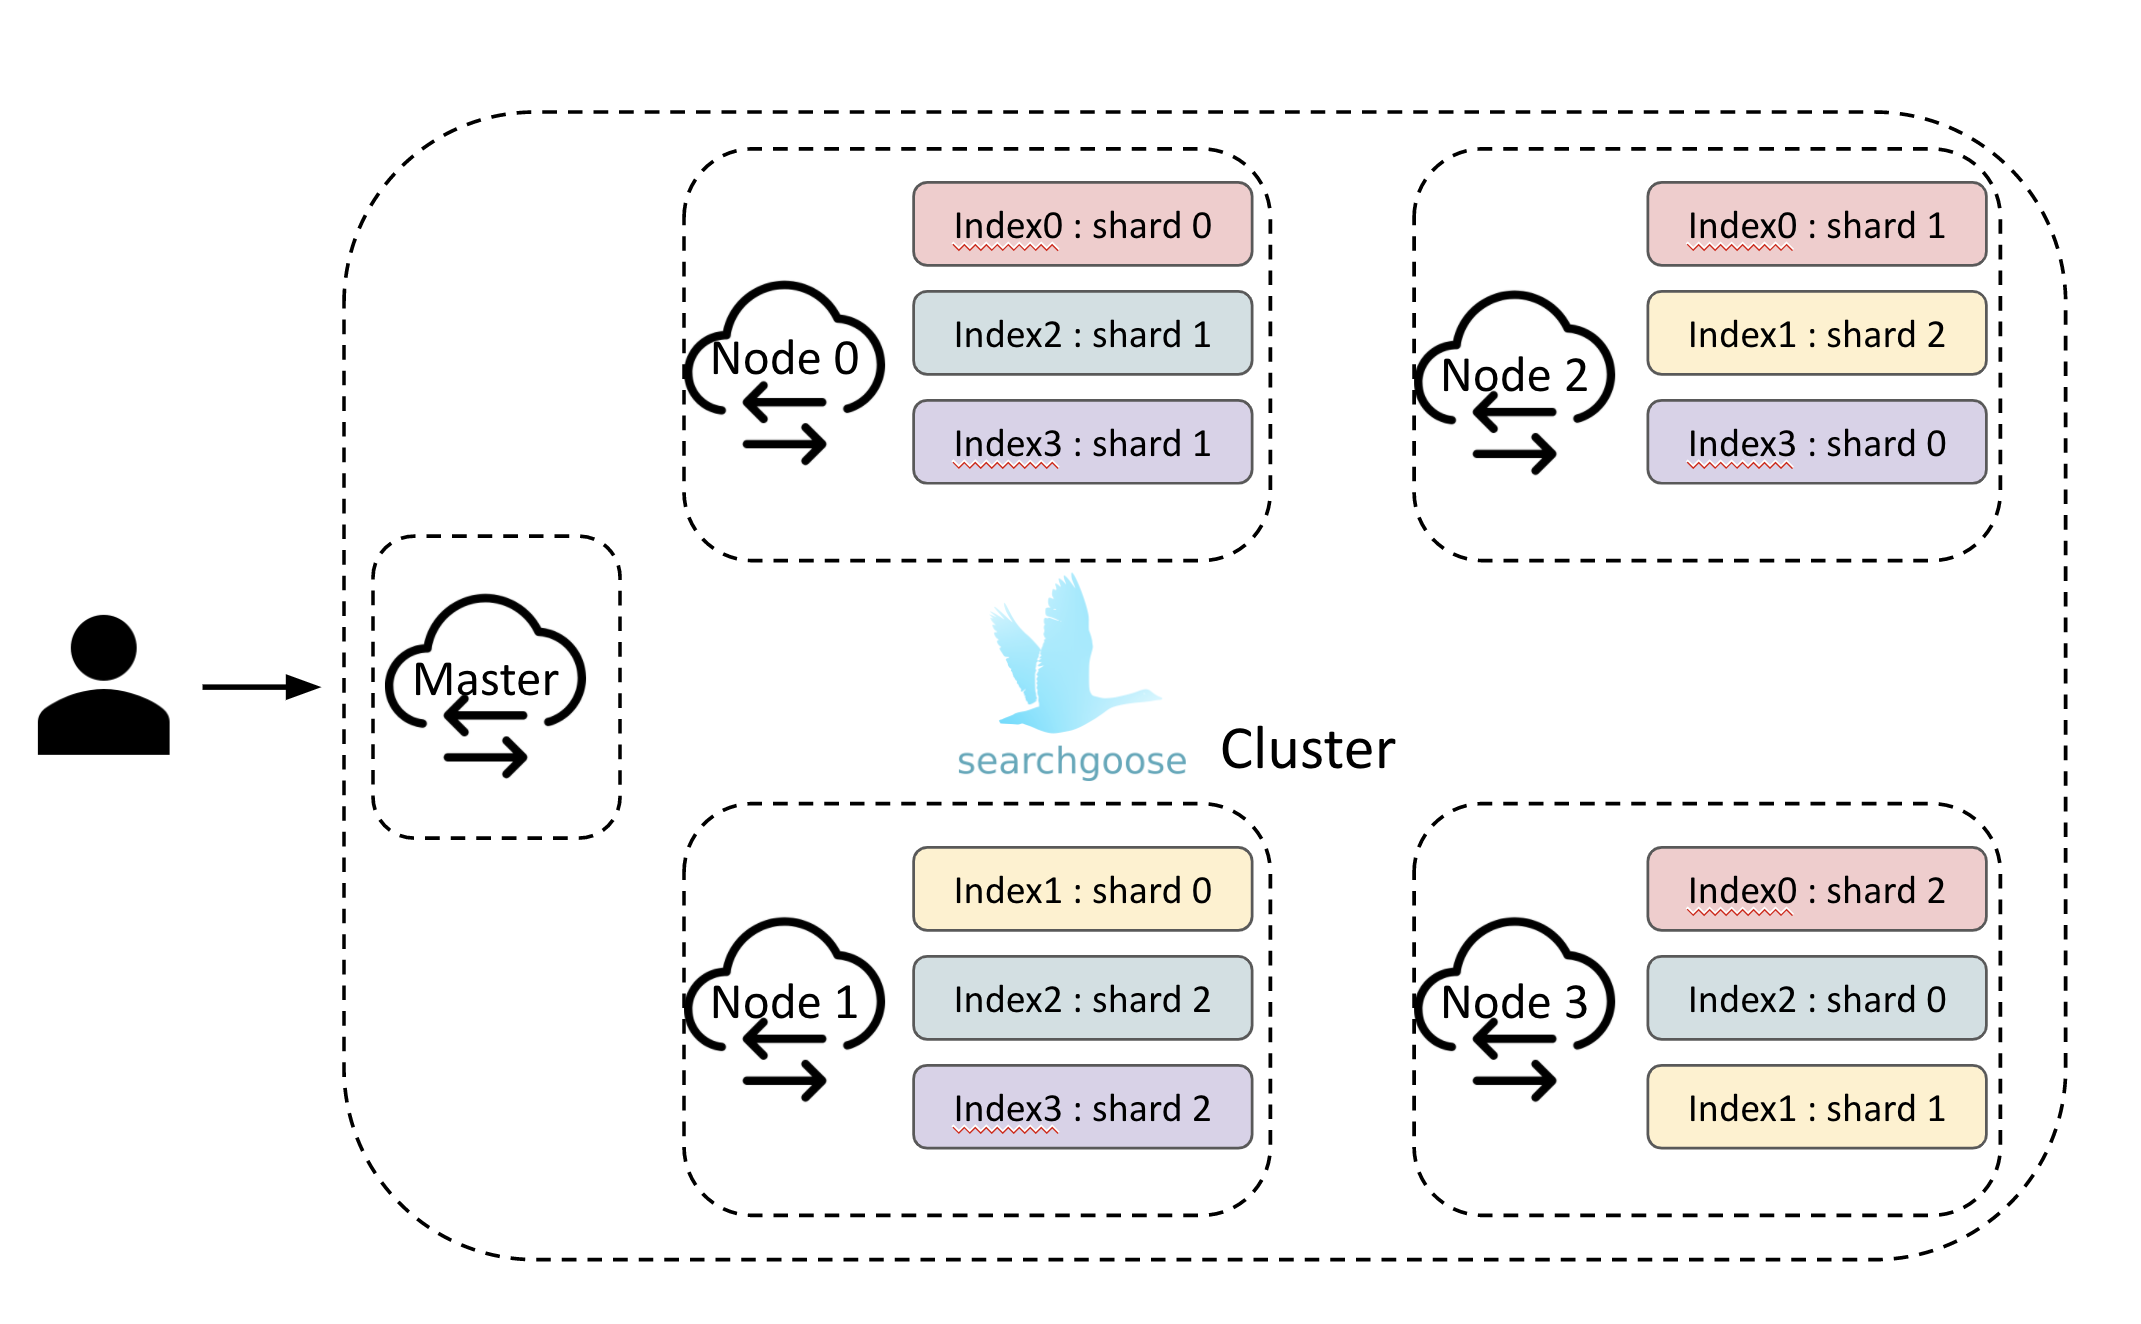 Node 0
Index0 : shard 0
Index2 : shard 1
Index3 : shard 1
Node 2
Index0 : shard 1
Index1 : shard 2
Index3 : shard 0
Master
searchgoose
Cluster
Node 1
Index1 : shard 0
Index2 : shard 2
Index3 : shard 2
Node 3
Index0 : shard 2
Index2 : shard 0
Index1 : shard 1